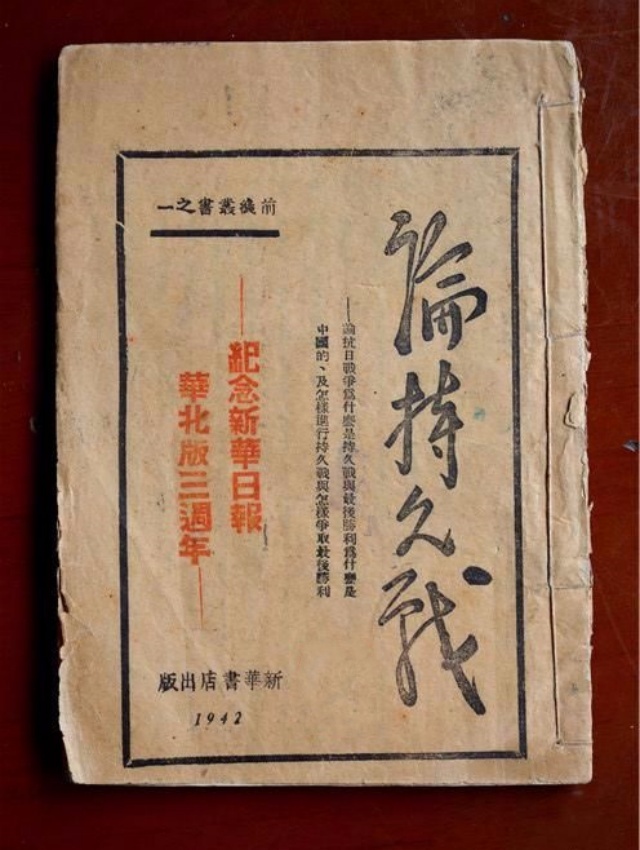 論持久戰
——論抗日戰爭爲什麽是持久戰與最後勝利爲什麽是
中國的、及怎樣進行持久戰與怎樣爭取最後勝利
前綫叢書之一
——紀念新華日報
華北版三週年——
新華書店出版
1942